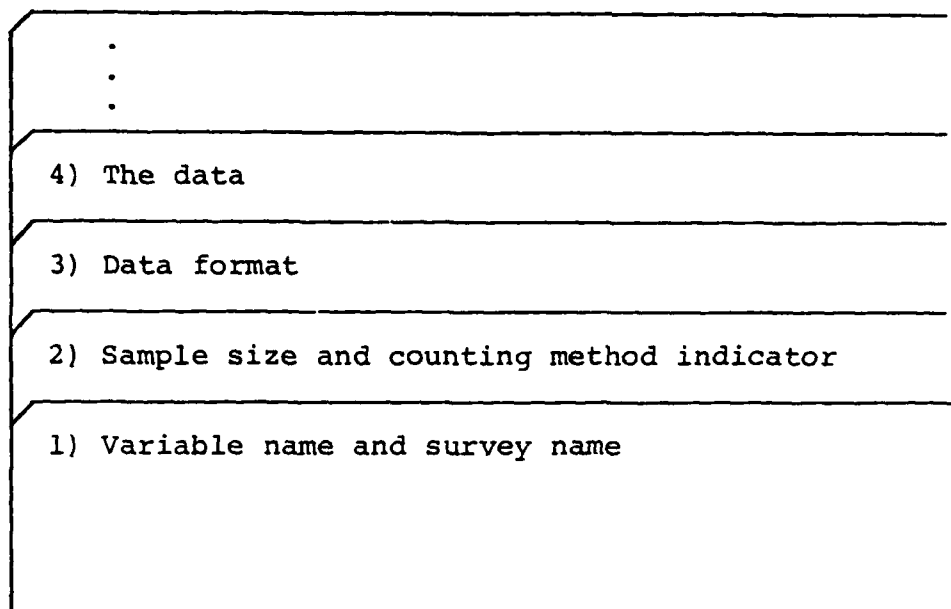 .
.
.
4) The data
3) Data format
2) Sample size and counting method indicator
1) Variable name and survey name